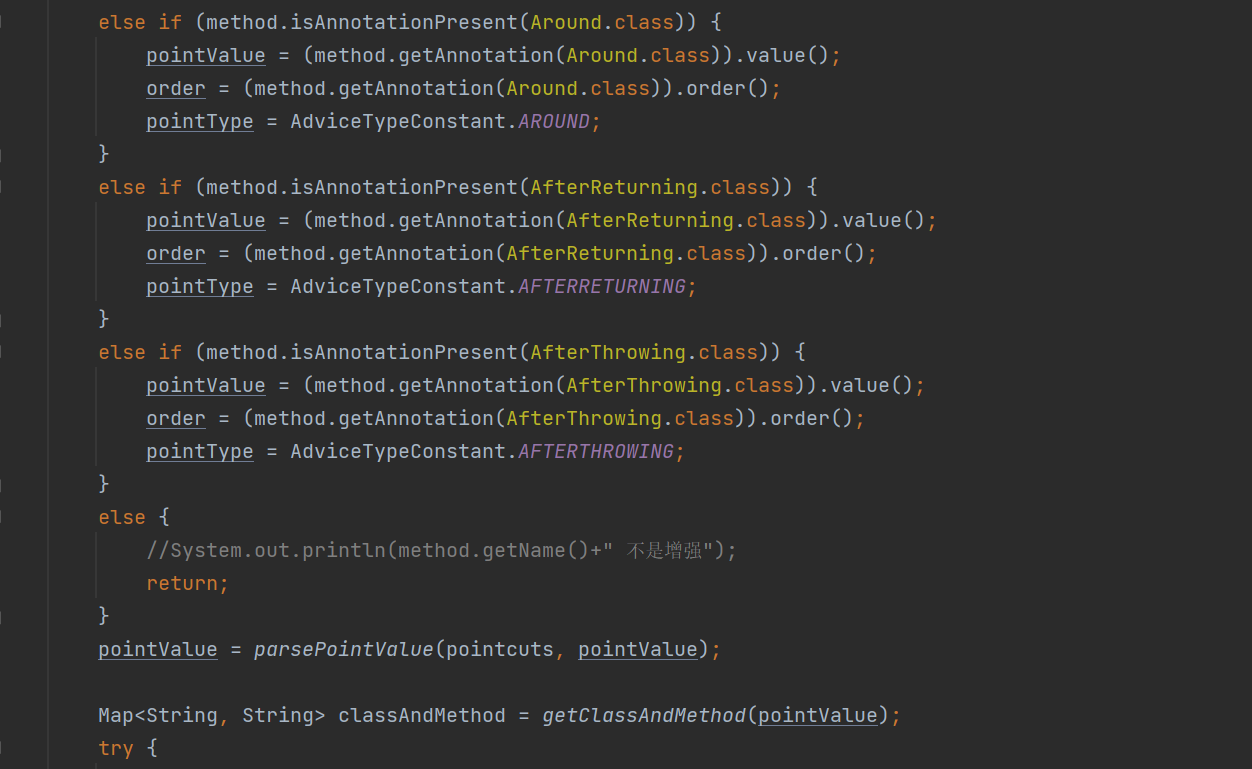 else if (method.isAnnotationPresent(Around.class)) {
pointValue = (method.getAnnotation(Around.class)).value();
order = (method.getAnnotation(Around.class)).order();
pointType = AdviceTypeConstant.AROUND;
}
else if (method.isAnnotationPresent(AfterReturning.class)) {
pointValue = (method.getAnnotation(AfterReturning.class)).value();
order = (method.getAnnotation(AfterReturning.class)).order();
pointType = AdviceTypeConstant.AFTERRETURNING;
}
else if (method.isAnnotationPresent(AfterThrowing.class)) {
pointValue = (method.getAnnotation(AfterThrowing.class)).value();
order = (method.getAnnotation(AfterThrowing.class)).order();
pointType = AdviceTypeConstant.AFTERTHROWING;
}
else {
//System.out.println(method.getName()+" 不是增强");
return;
}
pointValue = parsePointValue(pointcuts, pointValue);
Map<String, String> classAndMethod = getClassAndMethod(pointValue);
try {